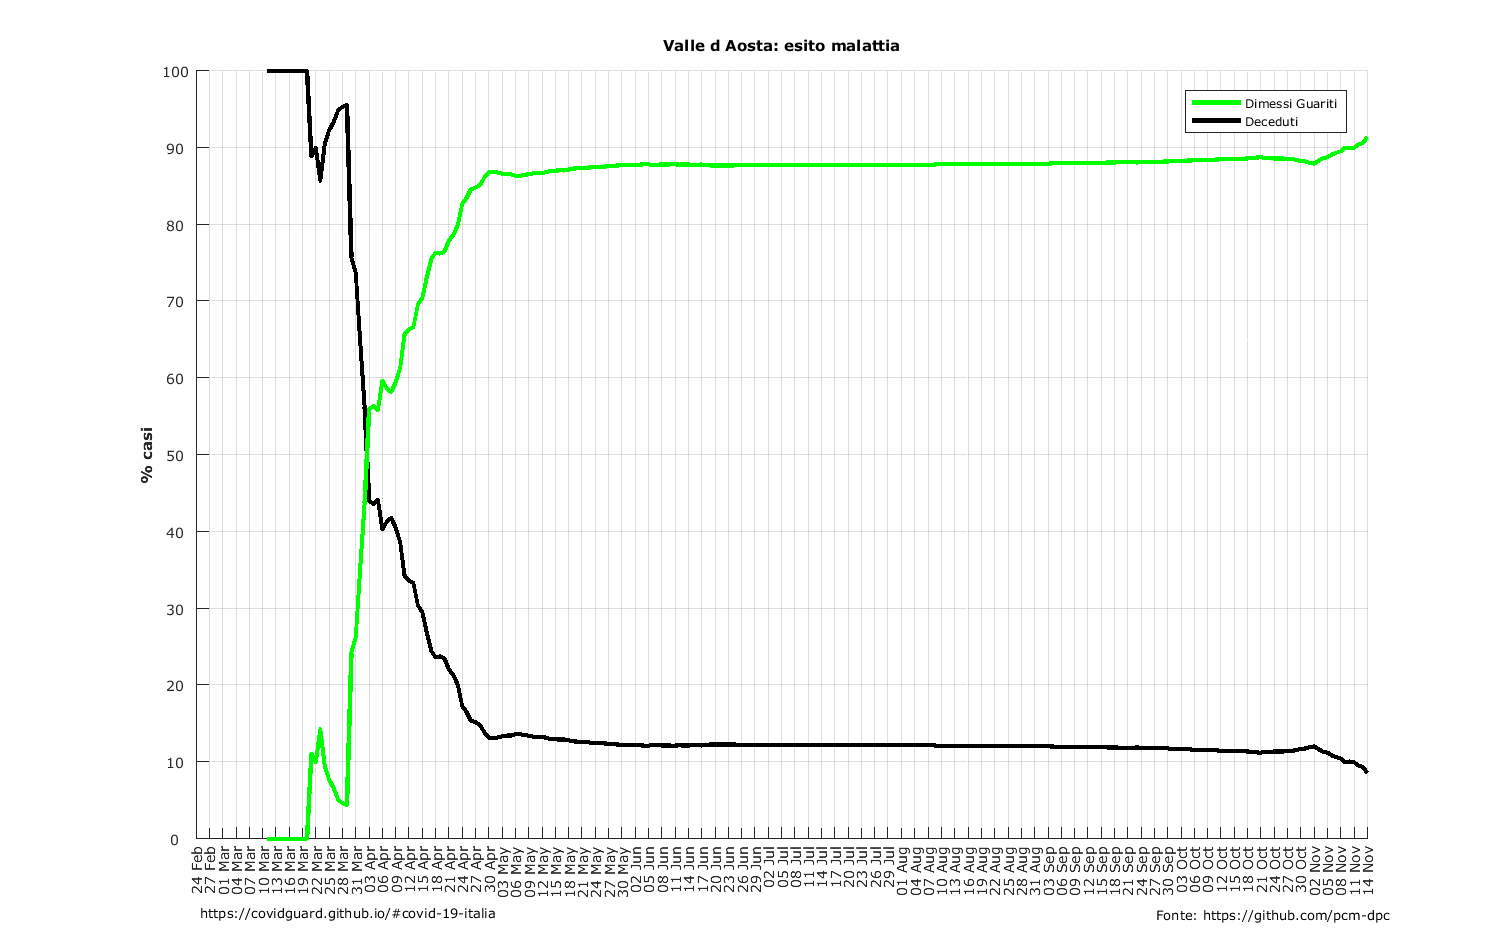 Valle d Aosta: esito malattia
Dimessi Guariti
Deceduti
% casi
100
90
80
70
60
50
40
30
20
10
0
24 Feb
27 Feb
01 Mar
04 Mar
07 Mar
10 Mar
13 Mar
16 Mar
19 Mar
22 Mar
25 Mar
28 Mar
31 Mar
03 Apr
06 Apr
09 Apr
12 Apr
15 Apr
18 Apr
21 Apr
24 Apr
27 Apr
30 Apr
03 May
06 May
09 May
12 May
15 May
18 May
21 May
24 May
27 May
30 May
02 Jun
05 Jun
08 Jun
11 Jun
14 Jun
17 Jun
20 Jun
23 Jun
26 Jun
29 Jun
02 Jul
05 Jul
08 Jul
11 Jul
14 Jul
17 Jul
20 Jul
23 Jul
26 Jul
29 Jul
01 Aug
04 Aug
07 Aug
10 Aug
13 Aug
16 Aug
19 Aug
22 Aug
25 Aug
28 Aug
31 Aug
03 Sep
06 Sep
09 Sep
12 Sep
15 Sep
18 Sep
21 Sep
24 Sep
27 Sep
30 Sep
03 Oct
06 Oct
09 Oct
12 Oct
15 Oct
18 Oct
21 Oct
24 Oct
27 Oct
30 Oct
02 Nov
05 Nov
08 Nov
11 Nov
14 Nov
https://covidguard.github.io/#covid-19-italia
Fonte: https://github.com/pcm-dpc